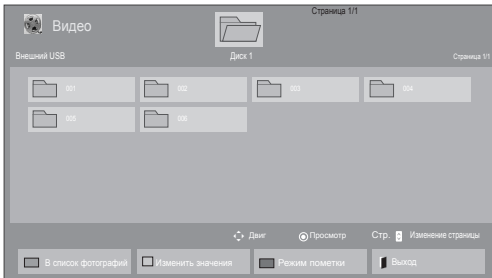 Страница 1/1
Видео
Внешний USB Диск 1 Страница 1/1
001 002 003 004
005 006
Двиг Просмотр Стр. Изменение страницы
В список фотографий Изменить значения Режим пометки Выход